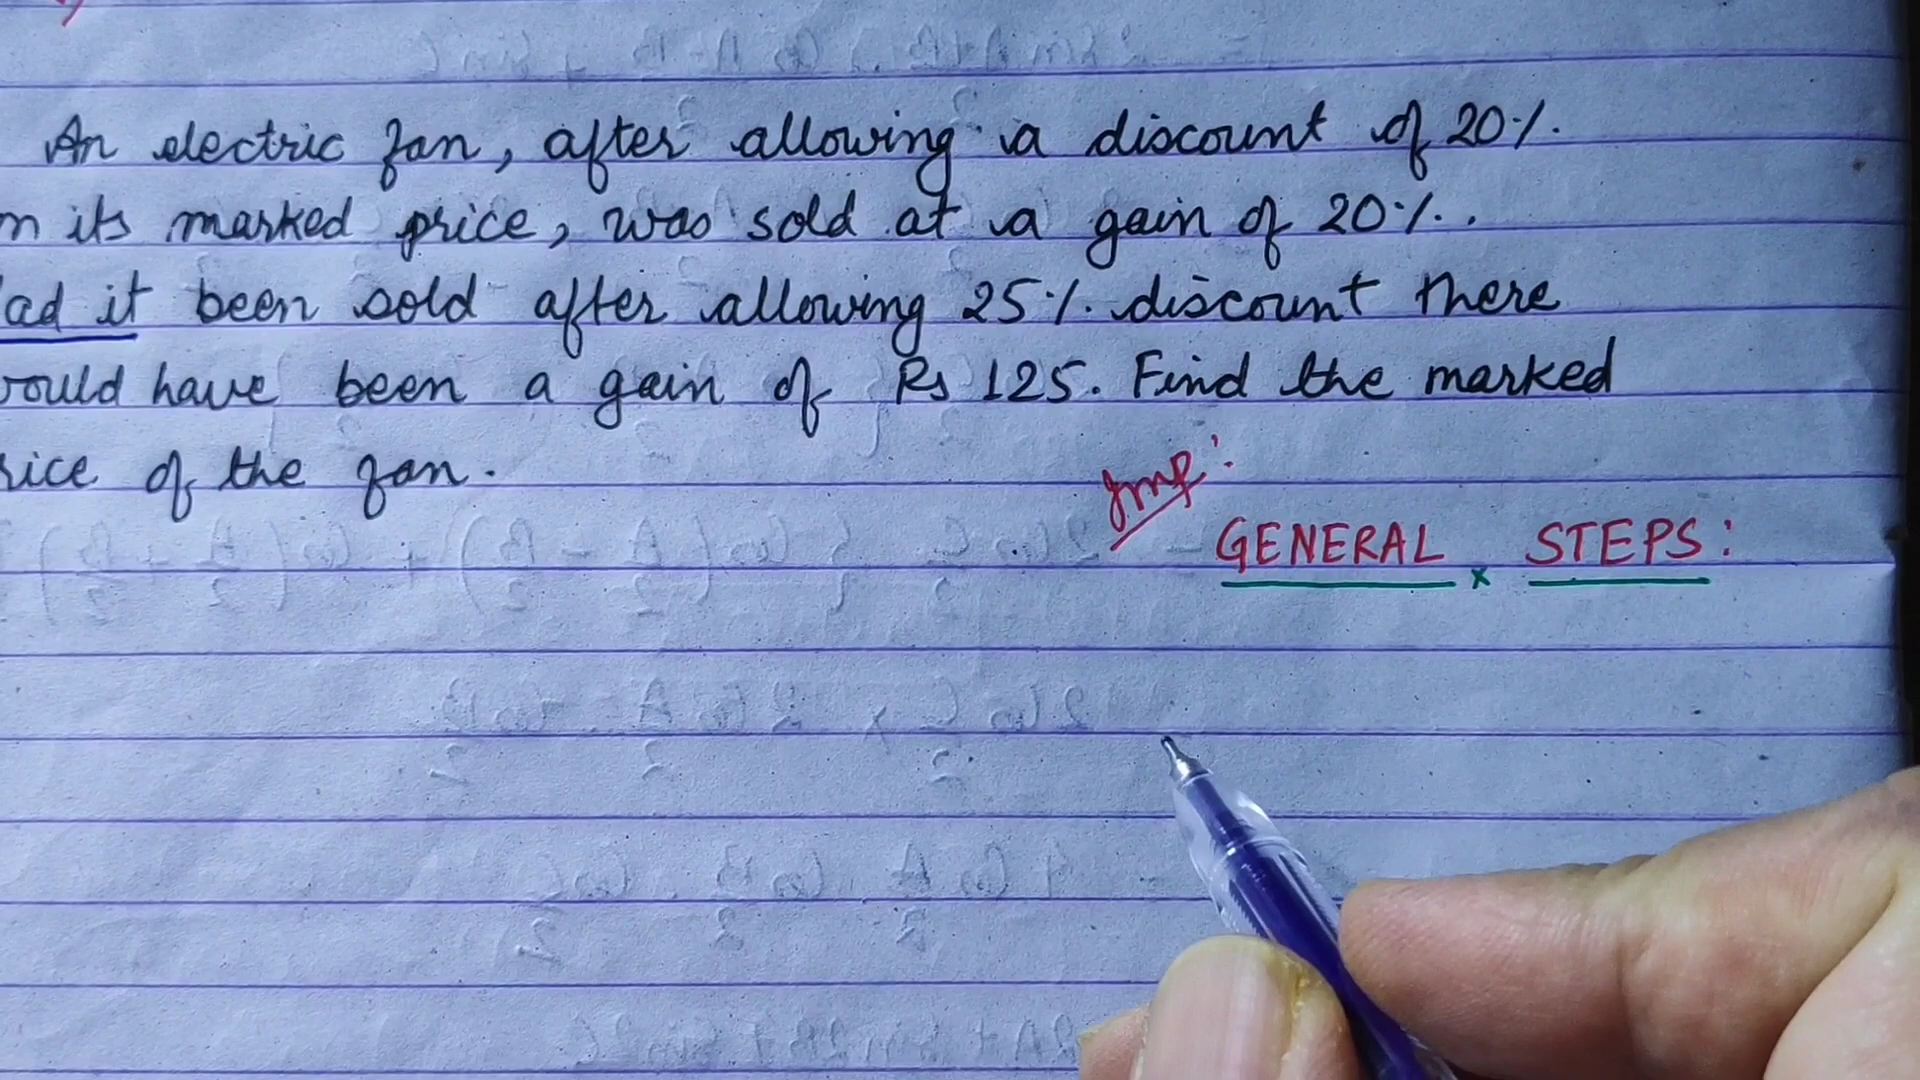 An electric fan, after allowing a discount of 20%.
its marked price, was sold at a gain of 20%.
ad it been sold after allowing 25% discount there
ould have been a gain of Rs 125. Find the marked
rice of the fan.
Imp:
GENERAL STEPS: